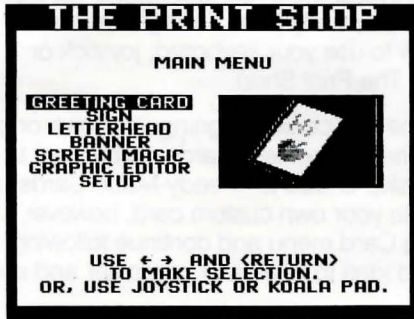 THE PRINT SHOP
MAIN MENU
GREETING CARD
SIGN
LETTERHEAD
BANNER
SCREEN MAGIC
GRAPHIC EDITOR
SETUP
USE ← → AND <RETURN>
TO MAKE SELECTION.
OR, USE JOYSTICK OR KOALA PAD.